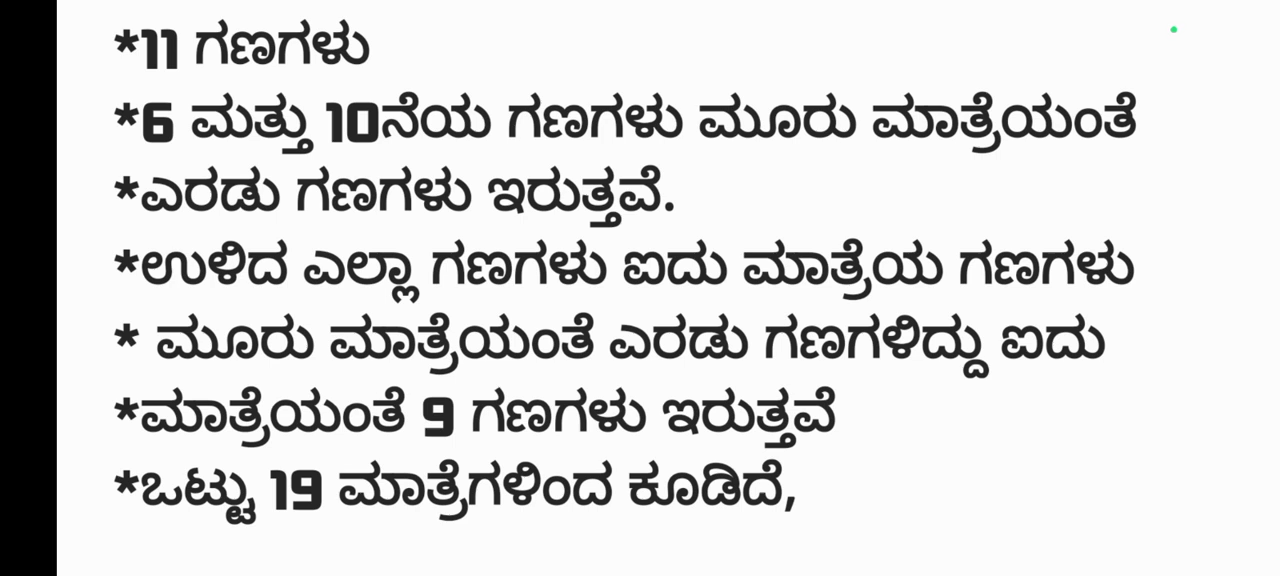 *11 ಗಣಗಳು
*6 ಮತ್ತು 10ನೆಯ ಗಣಗಳು ಮೂರು ಮಾತ್ರೆಯಂತೆ
*ಎರಡು ಗಣಗಳು ಇರುತ್ತವೆ.
*ಉಳಿದ ಎಲ್ಲಾ ಗಣಗಳು ಐದು ಮಾತ್ರೆಯ ಗಣಗಳು
* ಮೂರು ಮಾತ್ರೆಯಂತೆ ಎರಡು ಗಣಗಳಿದ್ದು ಐದು
*ಮಾತ್ರೆಯಂತೆ 9 ಗಣಗಳು ಇರುತ್ತವೆ
*ಒಟ್ಟು 19 ಮಾತ್ರೆಗಳಿಂದ ಕೂಡಿದೆ,